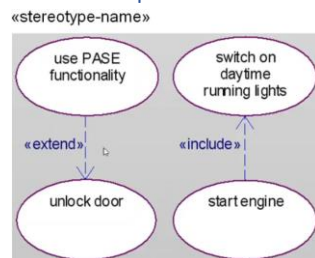 «stereotype-name»
use PASE
functionality
switch on
daytime
running lights
«extend»
«include»
unlock door
start engine